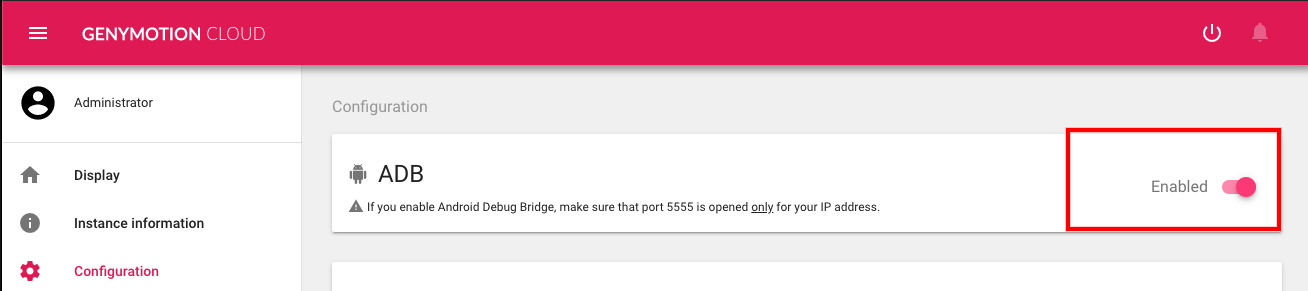 GENYMOTION CLOUD
Administrator
Display
Instance information
Configuration
Configuration
ADB
If you enable Android Debug Bridge, make sure that port 5555 is opened only for your IP address.
Enabled